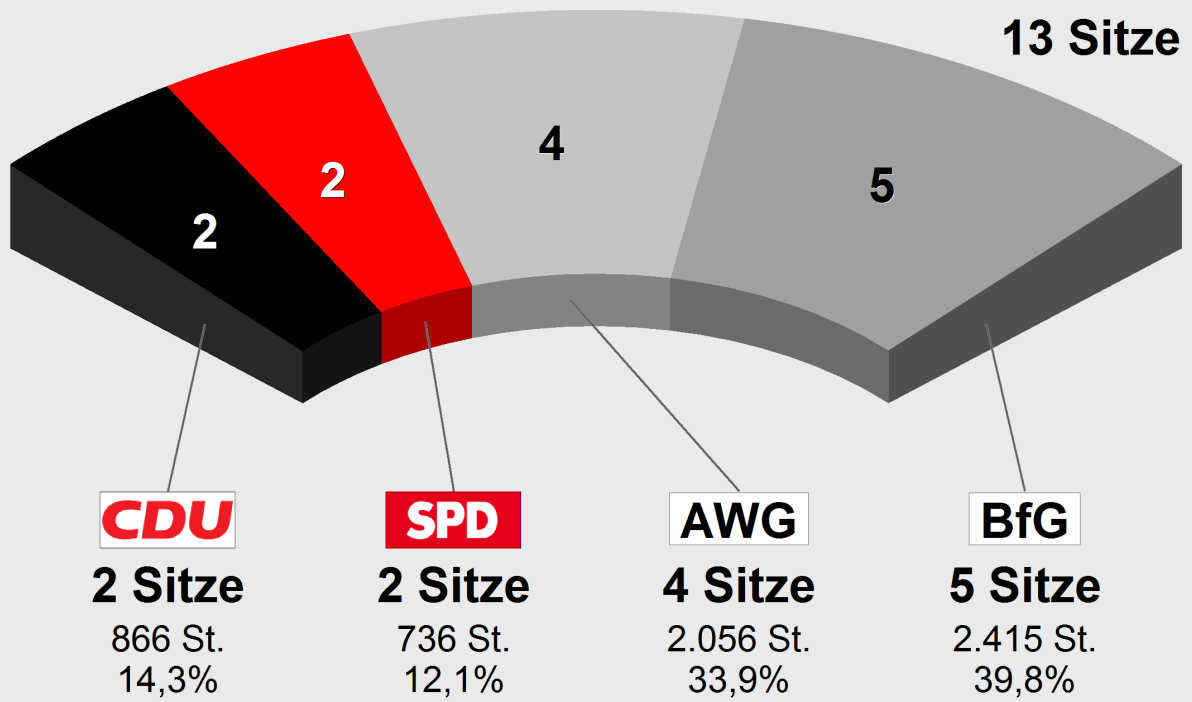 13 Sitze
2
2
4
5
CDU
SPD
AWG
BfG
2 Sitze
2 Sitze
4 Sitze
5 Sitze
866 St.
736 St.
2.056 St.
2.415 St.
14,3%
12,1%
33,9%
39,8%